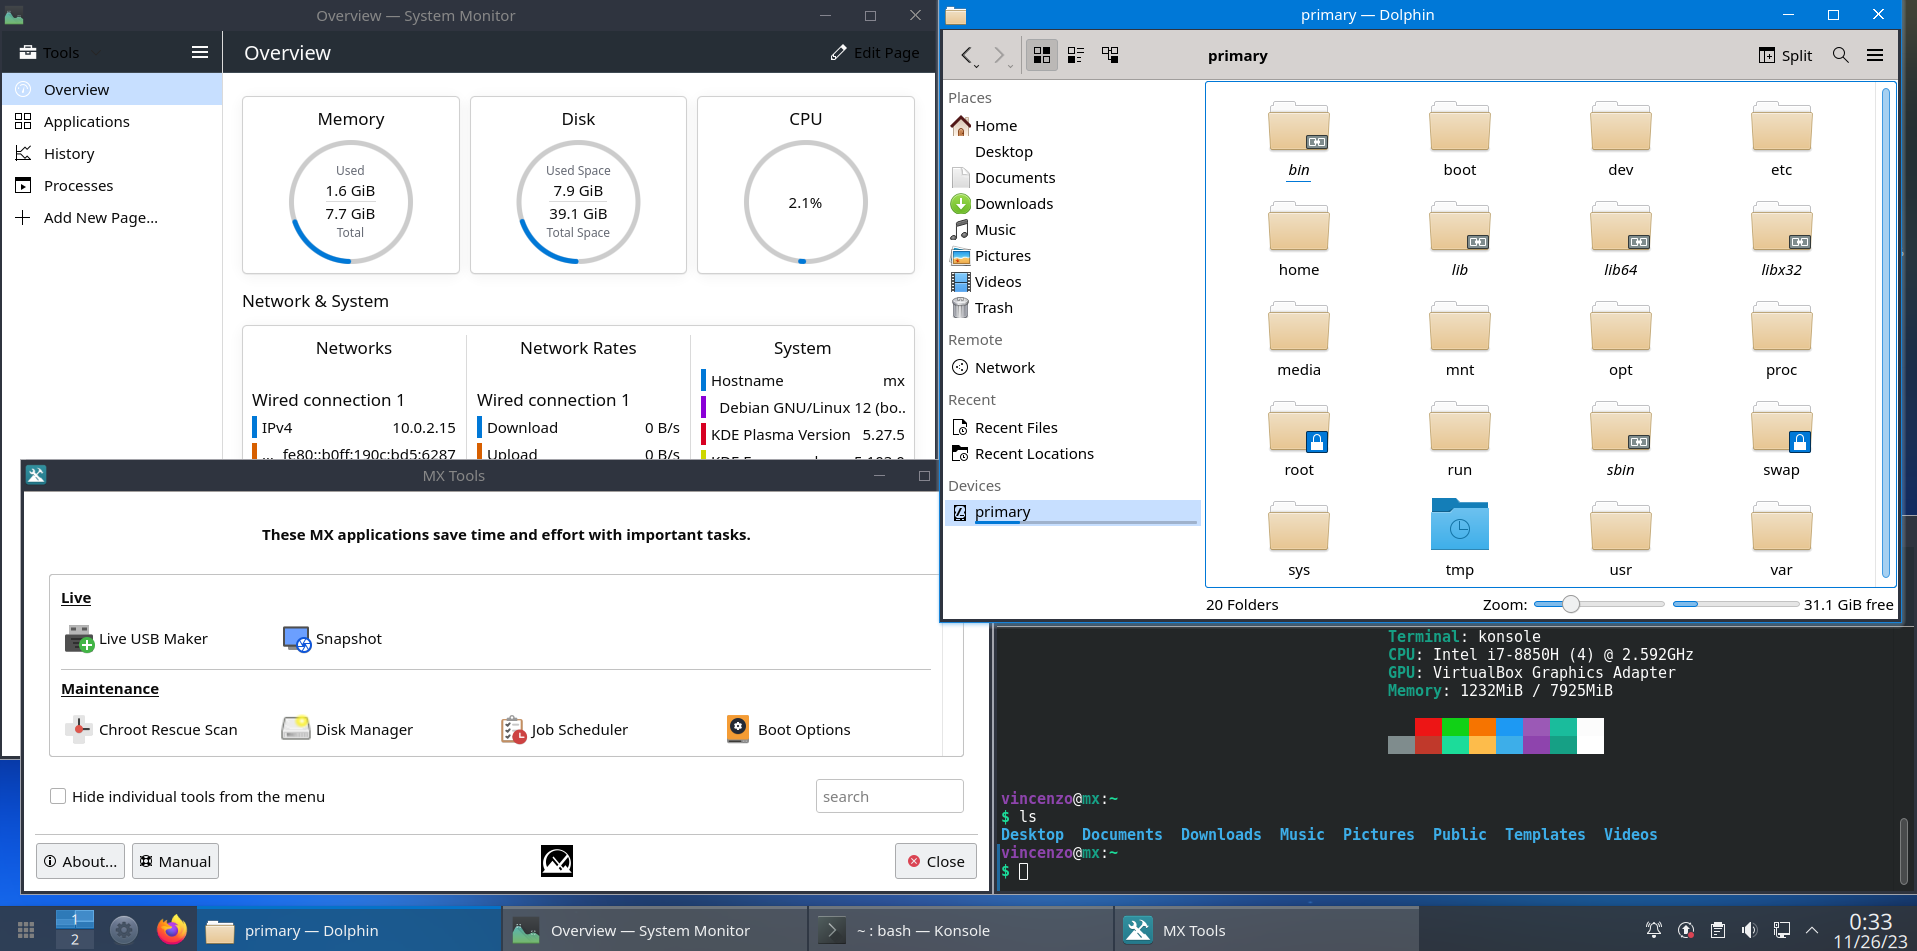 Overview — System Monitor
Tools
Overview
Edit Page
Overview
Applications
History
Processes
Add New Page...
Memory
Used
1.6 GiB
7.7 GiB
Total
Disk
Used Space
7.9 GiB
39.1 GiB
Total Space
CPU
2.1%
Network & System
Networks
Wired connection 1
IPv4 10.0.2.15
... fe80::b0ff:190c:bd5:6287
Network Rates
Wired connection 1
Download 0 B/s
Upload 0 B/s
System
Hostname mx
Debian GNU/Linux 12 (bo..
KDE Plasma Version 5.27.5
primary — Dolphin
primary
Split
Places
Home
Desktop
Documents
Downloads
Music
Pictures
Videos
Trash
Remote
Network
Recent
Recent Files
Recent Locations
Devices
primary
bin boot dev etc
home lib lib64 libx32
media mnt opt proc
root run sbin swap
sys tmp usr var
20 Folders
Zoom:
31.1 GiB free
MX Tools
These MX applications save time and effort with important tasks.
Live
Live USB Maker Snapshot
Maintenance
Chroot Rescue Scan Disk Manager Job Scheduler Boot Options
Hide individual tools from the menu
search
About...
Manual
Close
Terminal: konsole
CPU: Intel i7-8850H (4) @ 2.592GHz
GPU: VirtualBox Graphics Adapter
Memory: 1232MiB / 7925MiB
vincenzo@mx:~
$ ls
Desktop Documents Downloads Music Pictures Public Templates Videos
vincenzo@mx:~
$
1
2
primary — Dolphin
Overview — System Monitor
~ : bash — Konsole
MX Tools
0:33
11/26/23